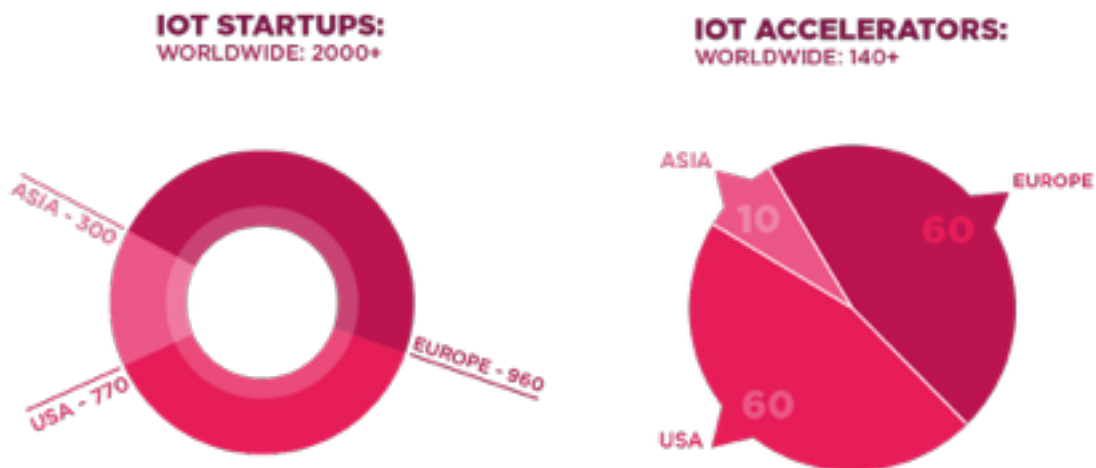 IOT STARTUPS:
WORLDWIDE: 2000+
ASIA - 300
USA - 770
EUROPE - 960
IOT ACCELERATORS:
WORLDWIDE: 140+
ASIA
10
EUROPE
60
60
USA